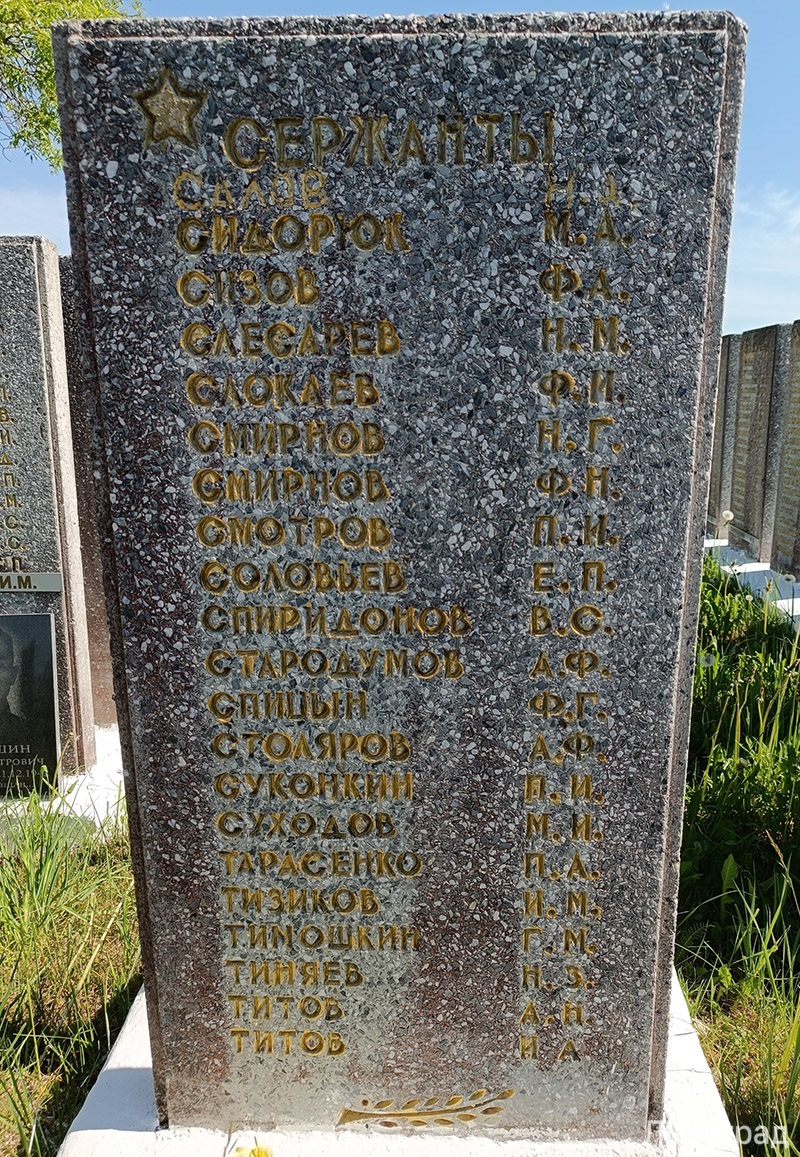 СЕРЖАНТЫ
САЛОВ Н.А.
СИДОРЮК М.А.
СИЗОВ Ф.А.
СЛЕСАРЕВ Н.М.
СЛОКАЕВ Ф.И.
СМИРНОВ Н.Г.
СМИРНОВ Ф.Н.
СМОТРОВ П.И.
СОЛОВЬЕВ Е.П.
СПИРИДОНОВ В.С.
СТАРОДУМОВ А.Ф.
СПИЦЫН Ф.Г.
СТОЛЯРОВ А.Ф.
СУКОНКИН П.И.
СУХОДОВ М.И.
ТАРАСЕНКО П.А.
ТИЗИКОВ И.М.
ТИМОШКИН Г.М.
ТИНЯЕВ Н.З.
ТИТОВ А.Н.
ТИТОВ И А
И.М.